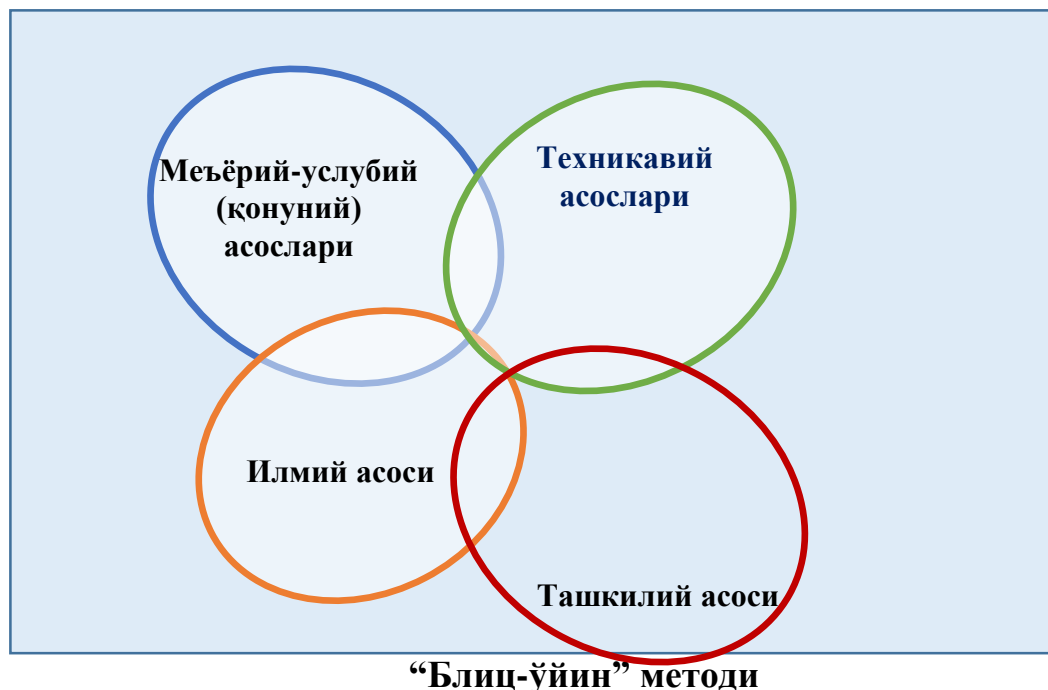 Меъёрий-услубий
(қонуний)
асослари
Техникавий
асослари
Илмий асоси
Ташкилий асоси
“Блиц-ўйин” методи